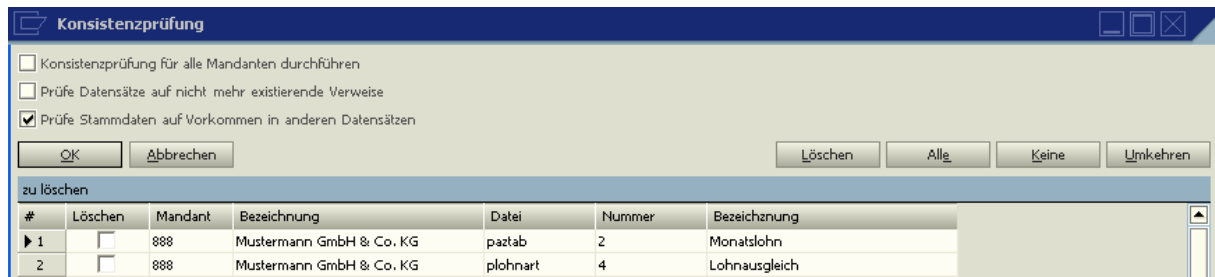 Konsistenzprüfung
Konsistenzprüfung für alle Mandanten durchführen
Prüfe Datensätze auf nicht mehr existierende Verweise
Prüfe Stammdaten auf Vorkommen in anderen Datensätzen
OK Abbrechen Löschen Alle Keine Umkehren
zu löschen
# Löschen Mandant Bezeichnung Datei Nummer Bezeichznung
1 888 Mustermann GmbH & Co. KG paztab 2 Monatslohn
2 888 Mustermann GmbH & Co. KG plohnart 4 Lohnausgleich